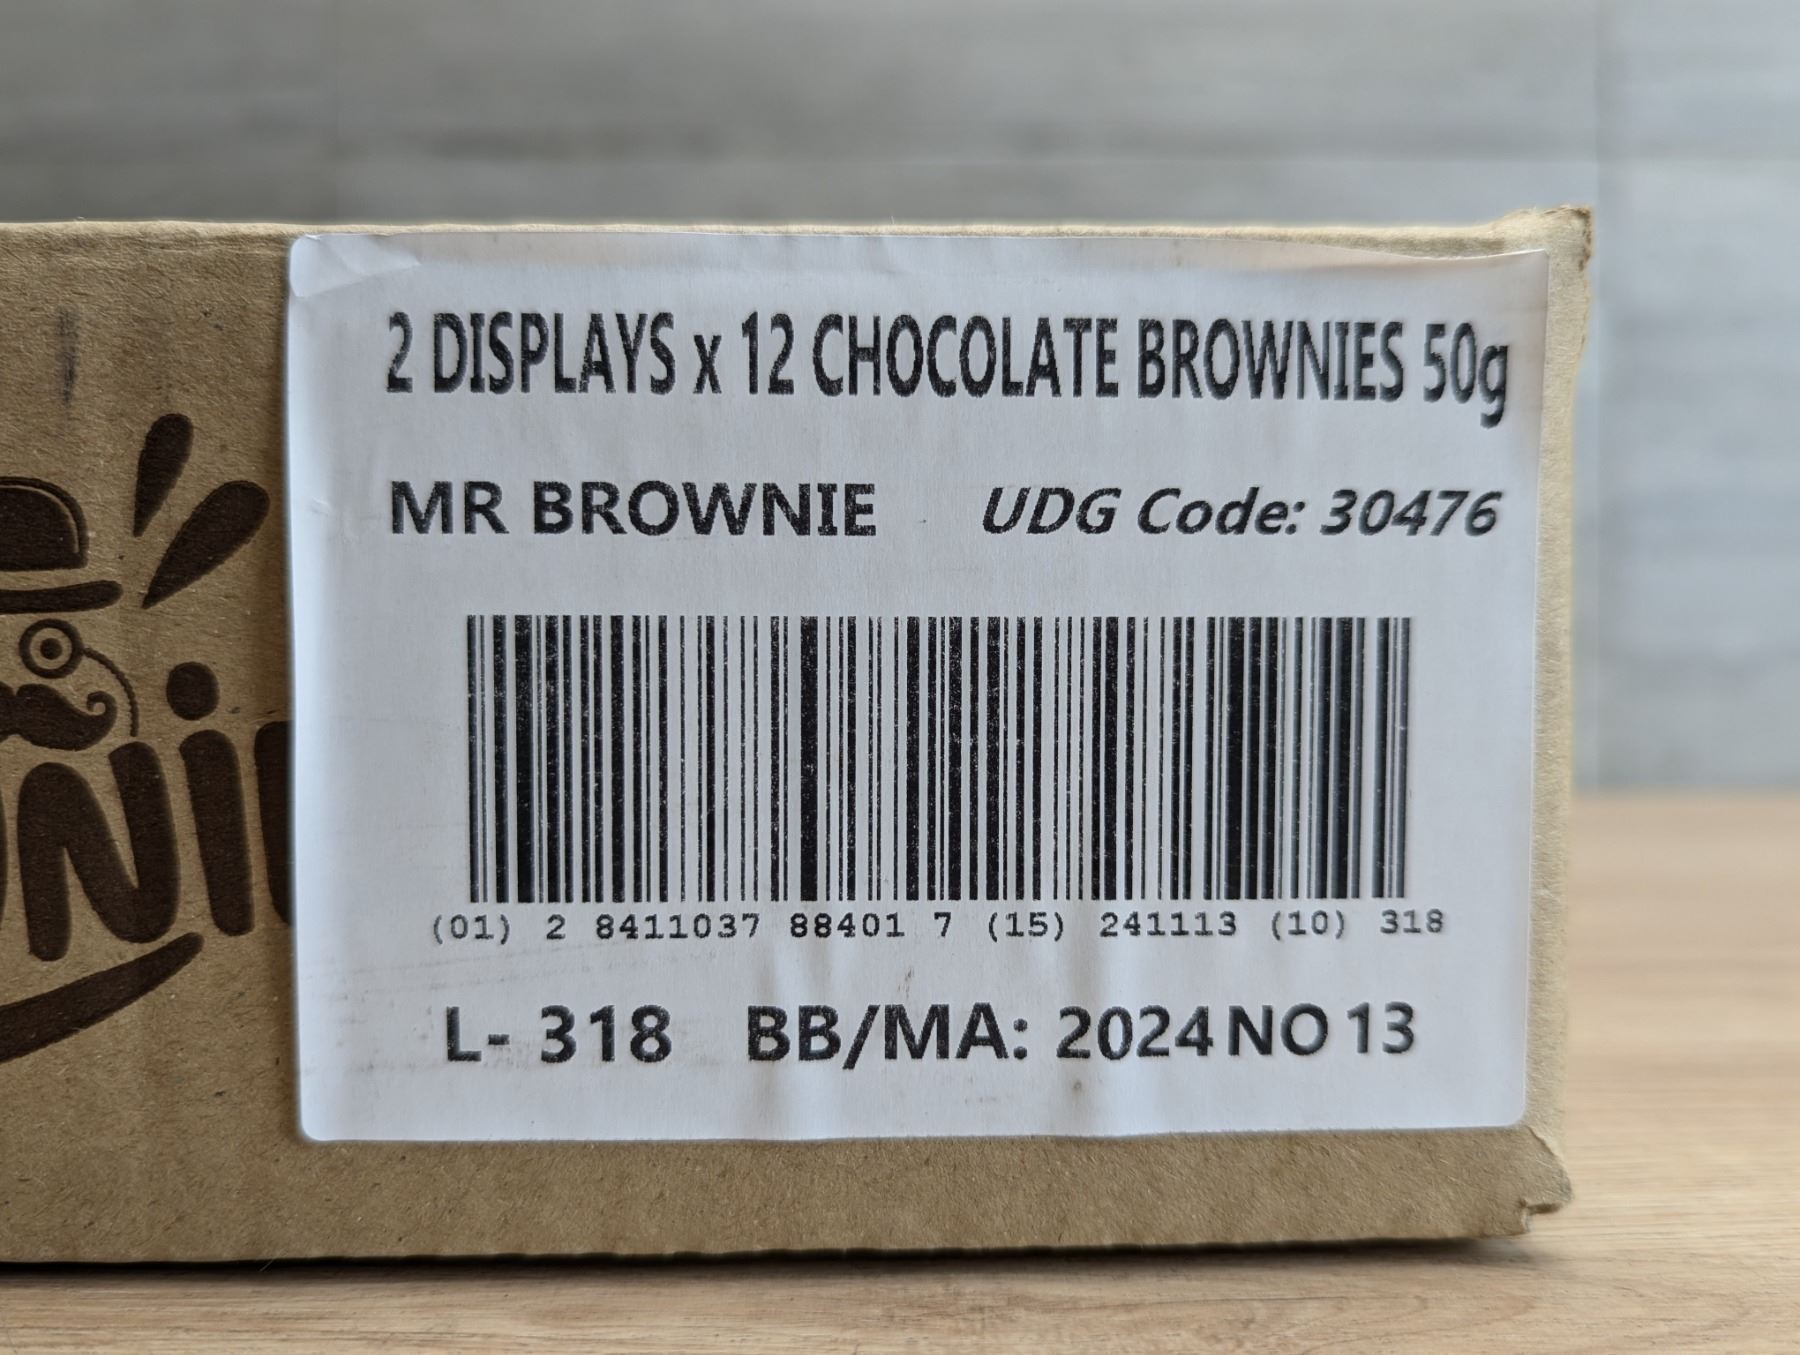 2 DISPLAYS x 12 CHOCOLATE BROWNIES 50g
MR BROWNIE UDG Code: 30476
(01) 2 8411037 88401 7 (15) 241113 (10) 318
L- 318 BB/MA: 2024 NO 13